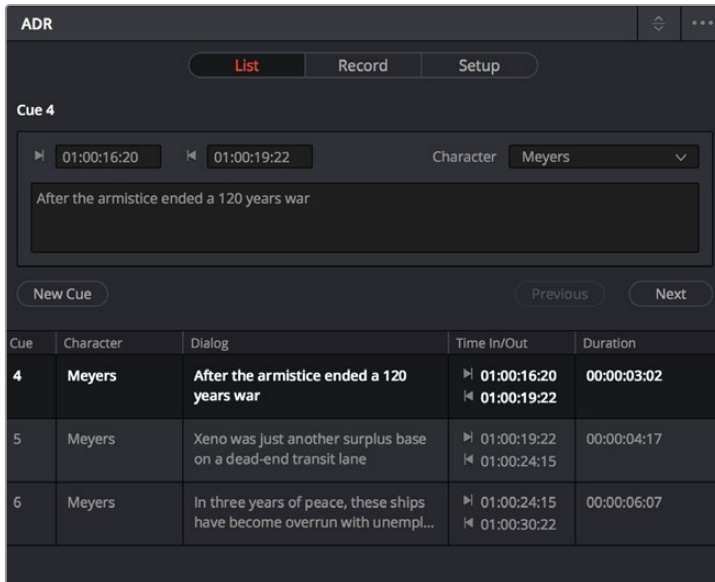 ADR
List Record Setup
Cue 4
01:00:16:20 01:00:19:22 Character Meyers
After the armistice ended a 120 years war
New Cue Previous Next
Cue Character Dialog Time In/Out Duration
4 Meyers After the armistice ended a 120 01:00:16:20 00:00:03:02
years war 01:00:19:22
5 Meyers Xeno was just another surplus base 01:00:19:22 00:00:04:17
on a dead-end transit lane 01:00:24:15
6 Meyers In three years of peace, these ships 01:00:24:15 00:00:06:07
have become overrun with unempl... 01:00:30:22